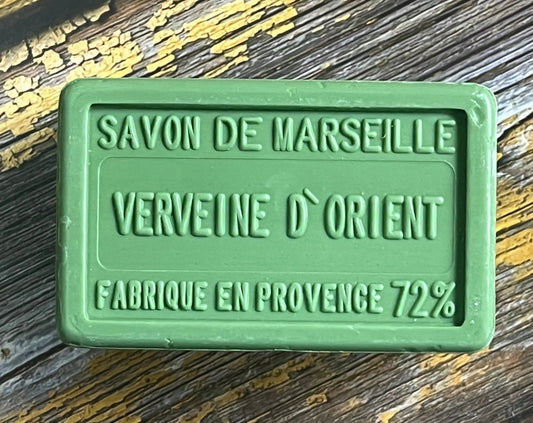 SAVON DE MARSEILLE
VERVEINE D`ORIENT
FABRIQUE EN PROVENCE 72%